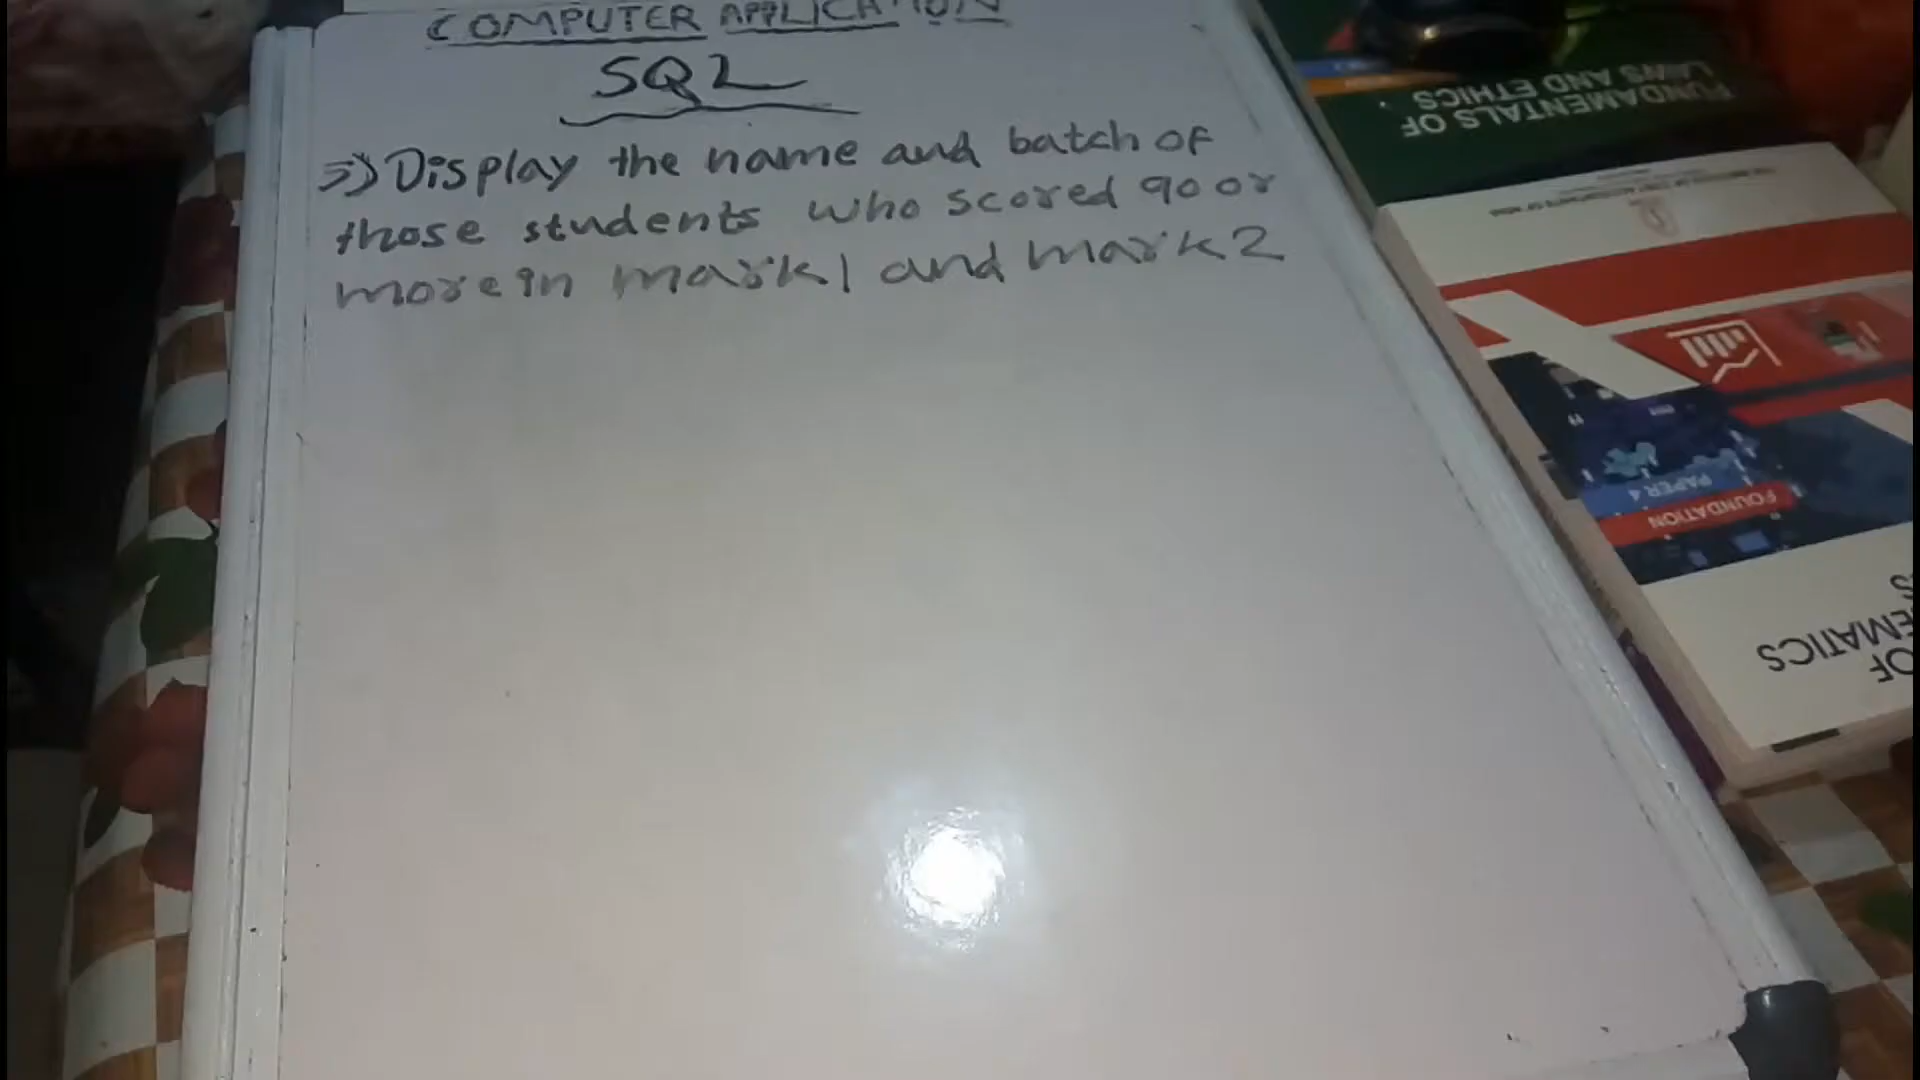 COMPUTER APPLICATION
SQL
⇒) Display the name and batch of
those students who scored 90 or
more in mark1 and mark2
FUNDAMENTALS OF
LAWS AND ETHICS
PAPER 4
FOUNDATION
OF
EMATICS
S